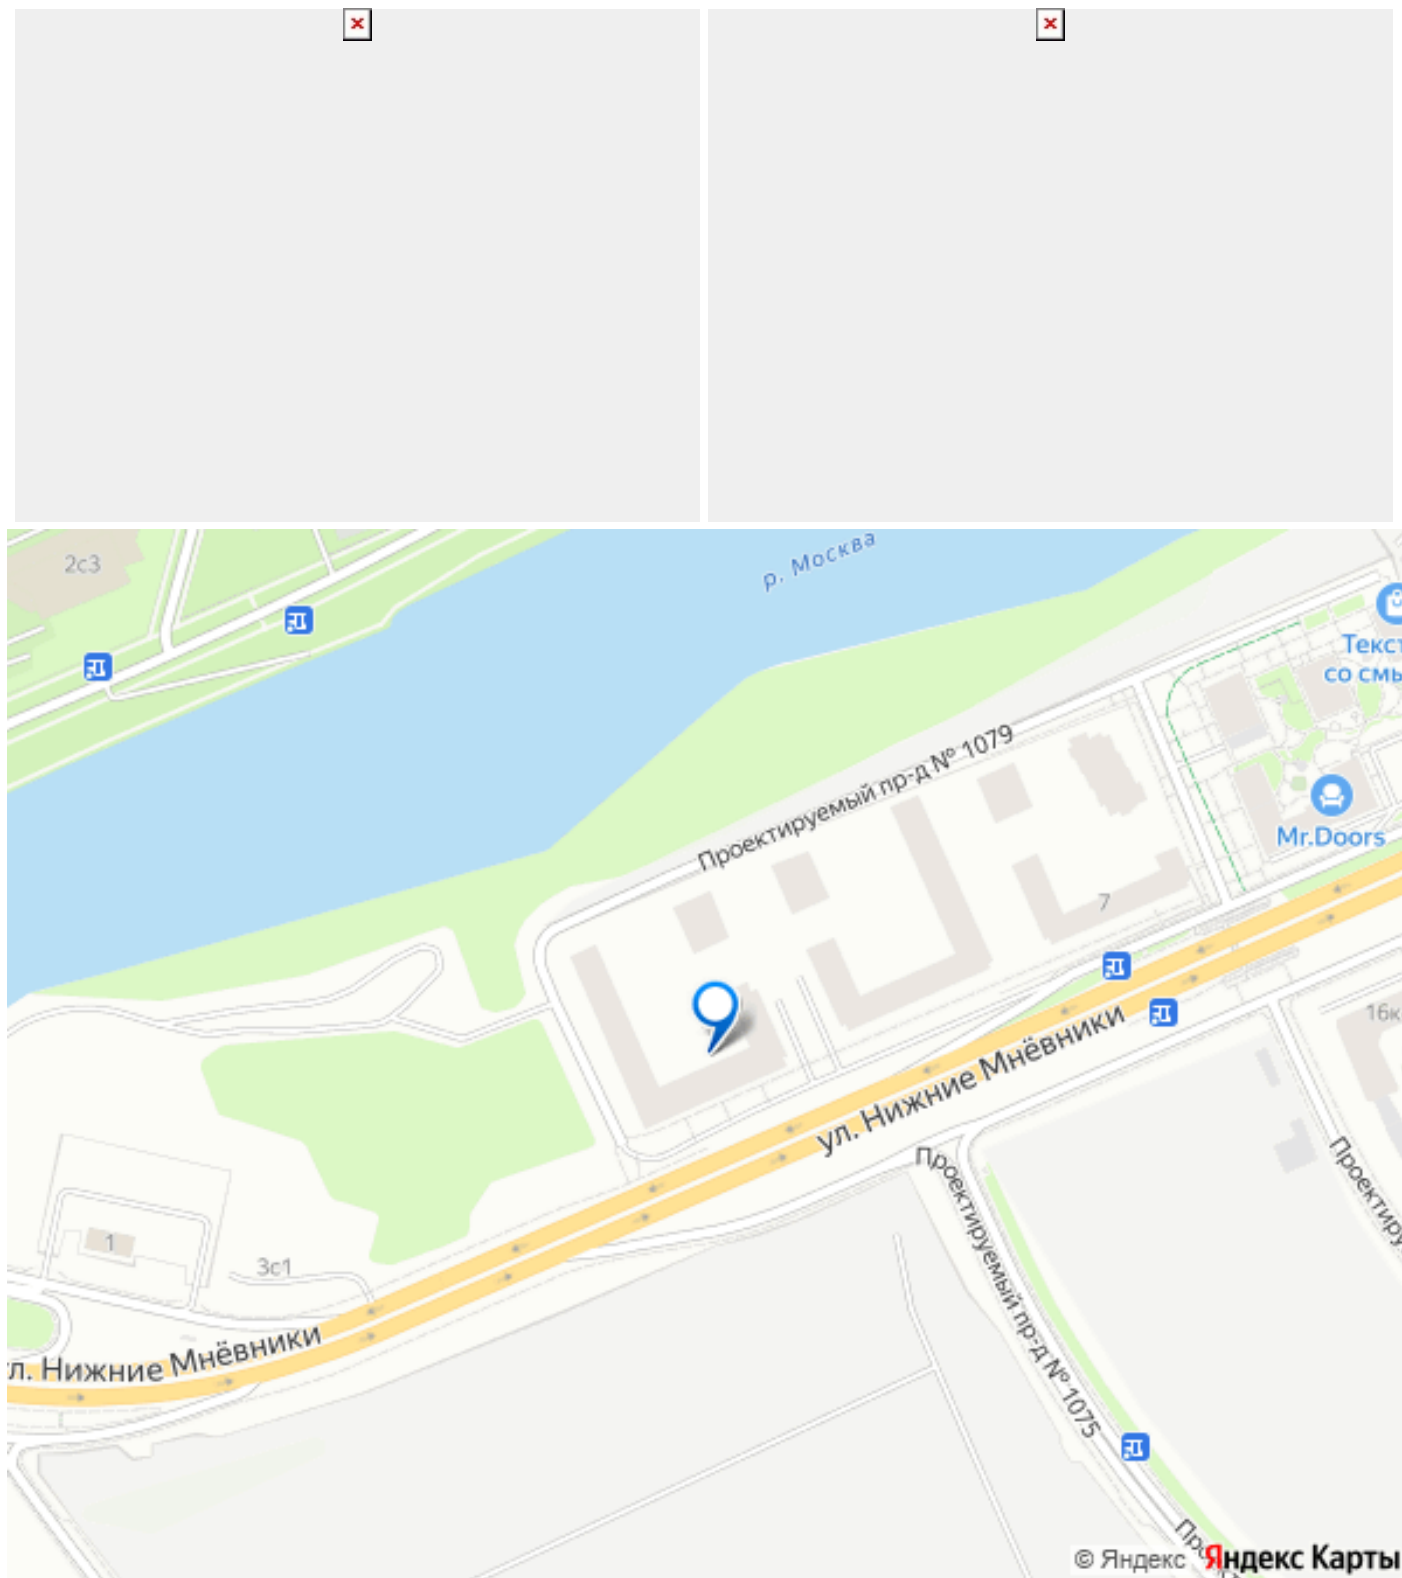 2с3
р. Москва
Текст
со смы
Проектируемый пр-д № 1079
Mr.Doors
7
16к
ул. Нижние Мнёвники
Проектируемый пр-д № 1075
Проектиру
1
3с1
л. Нижние Мнёвники
Про
© Яндекс Яндекс Карты